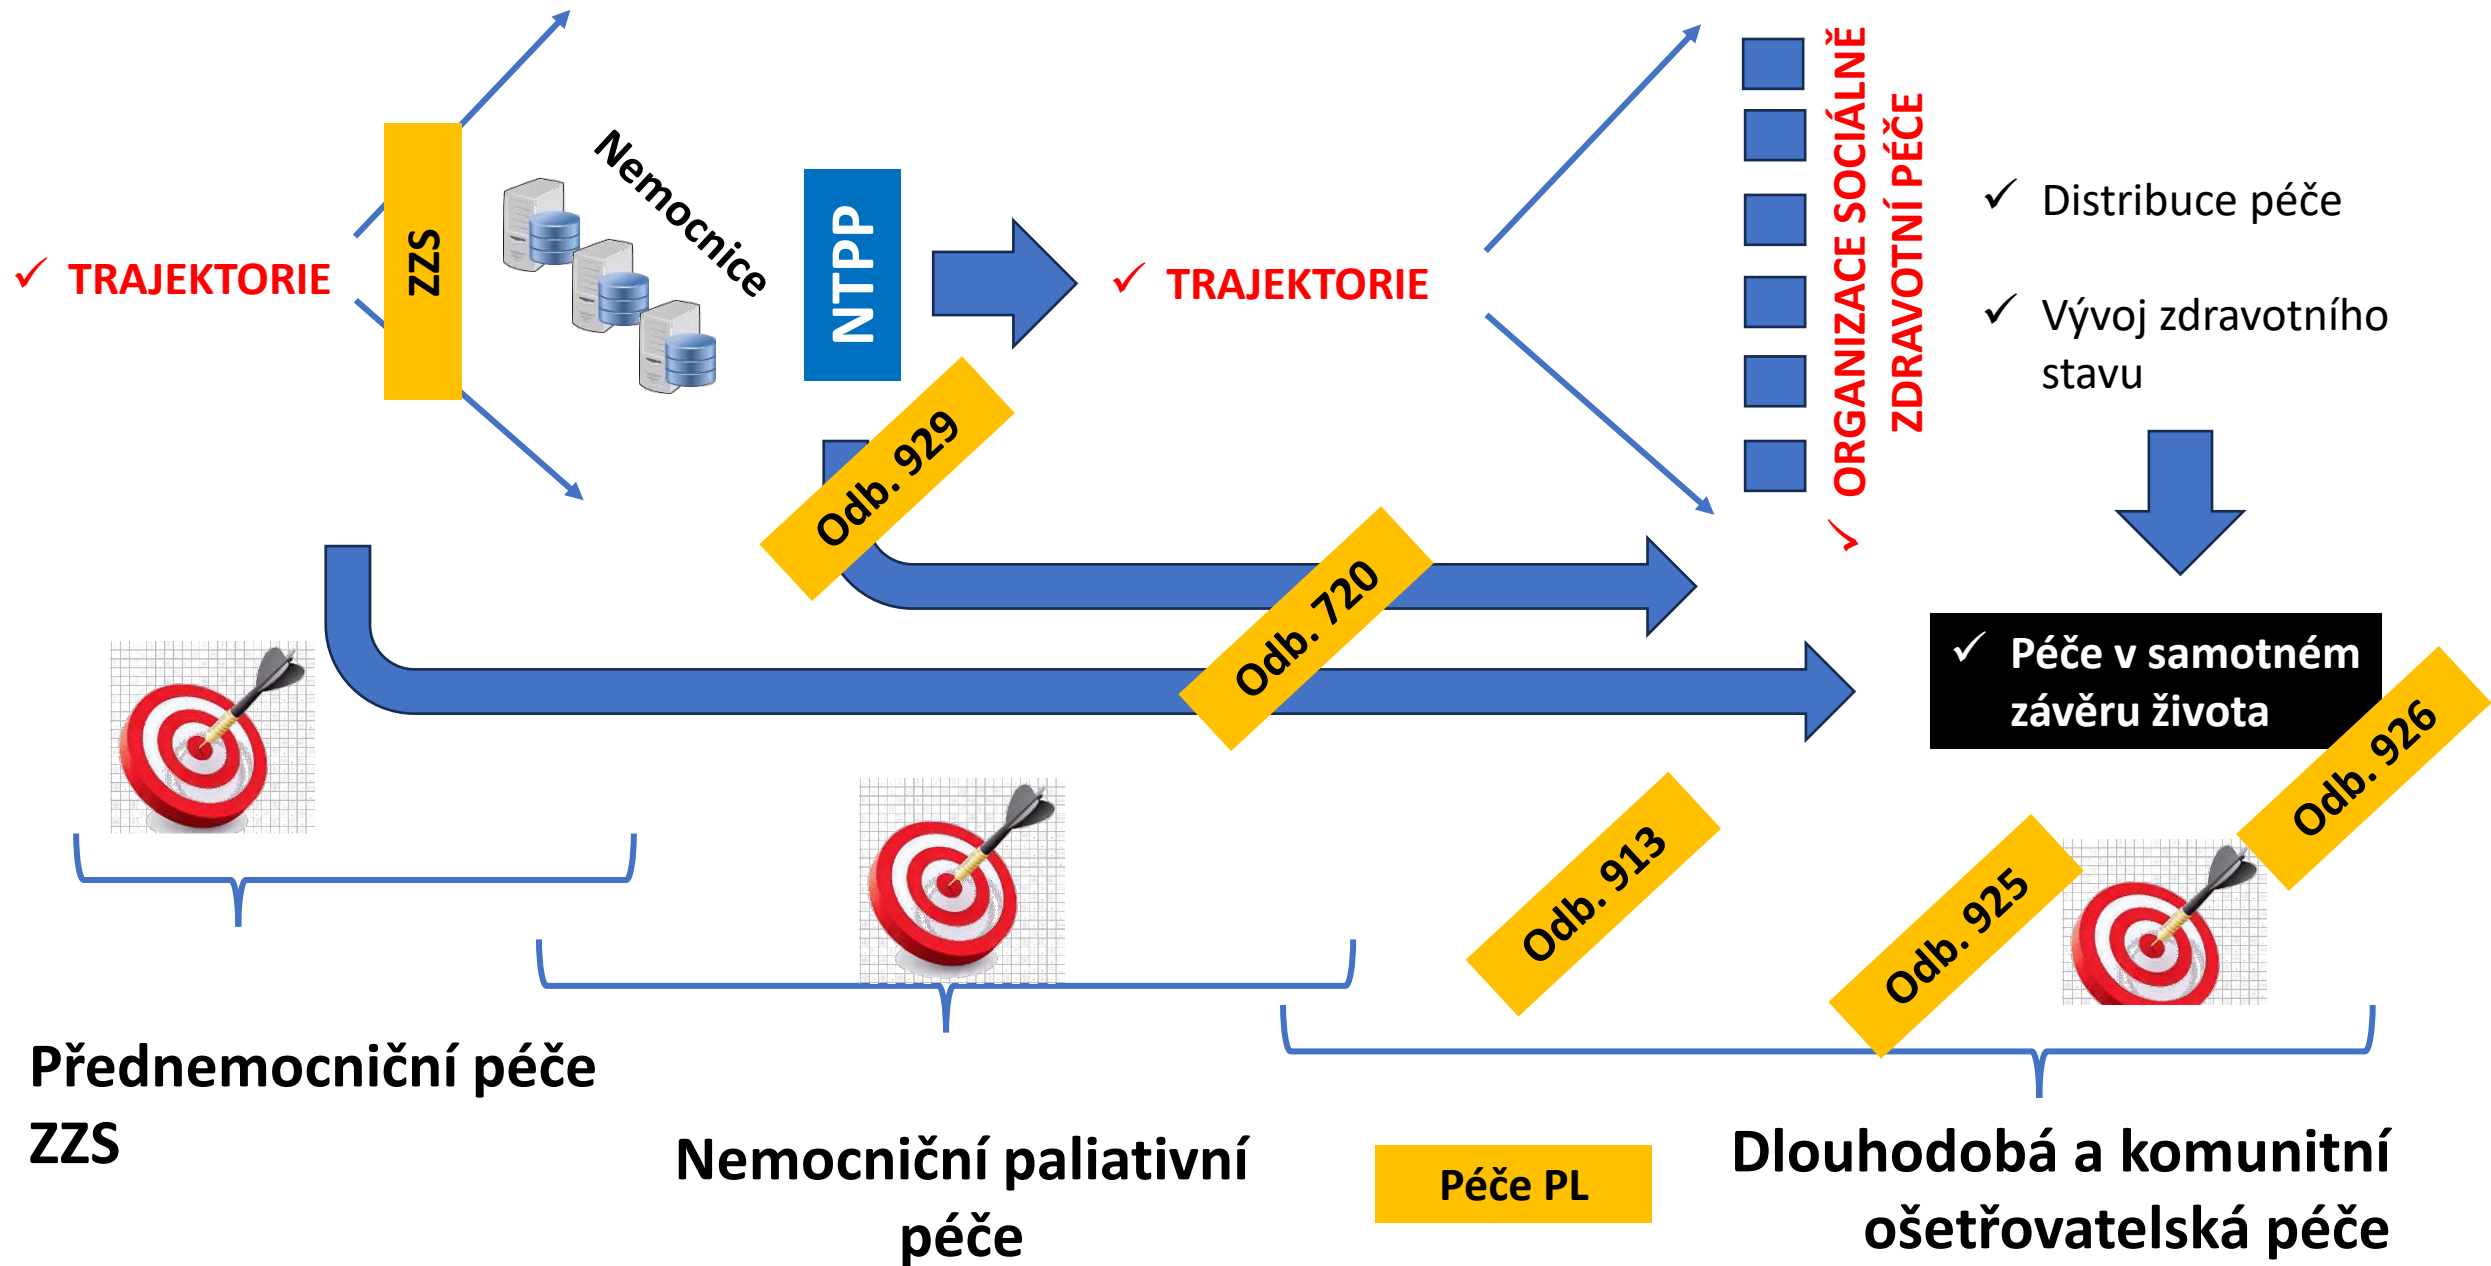 ✓ TRAJEKTORIE
ZZS
Nemocnice
NTPP
✓ TRAJEKTORIE
✓ ORGANIZACE SOCIÁLNĚ
ZDRAVOTNÍ PÉČE
✓ Distribuce péče
✓ Vývoj zdravotního
stavu
Odb. 929
Odb. 720
✓ Péče v samotném
závěru života
Odb. 926
Odb. 913
Odb. 925
Přednemocniční péče
ZZS
Nemocniční paliativní
péče
Péče PL
Dlouhodobá a komunitní
ošetřovatelská péče